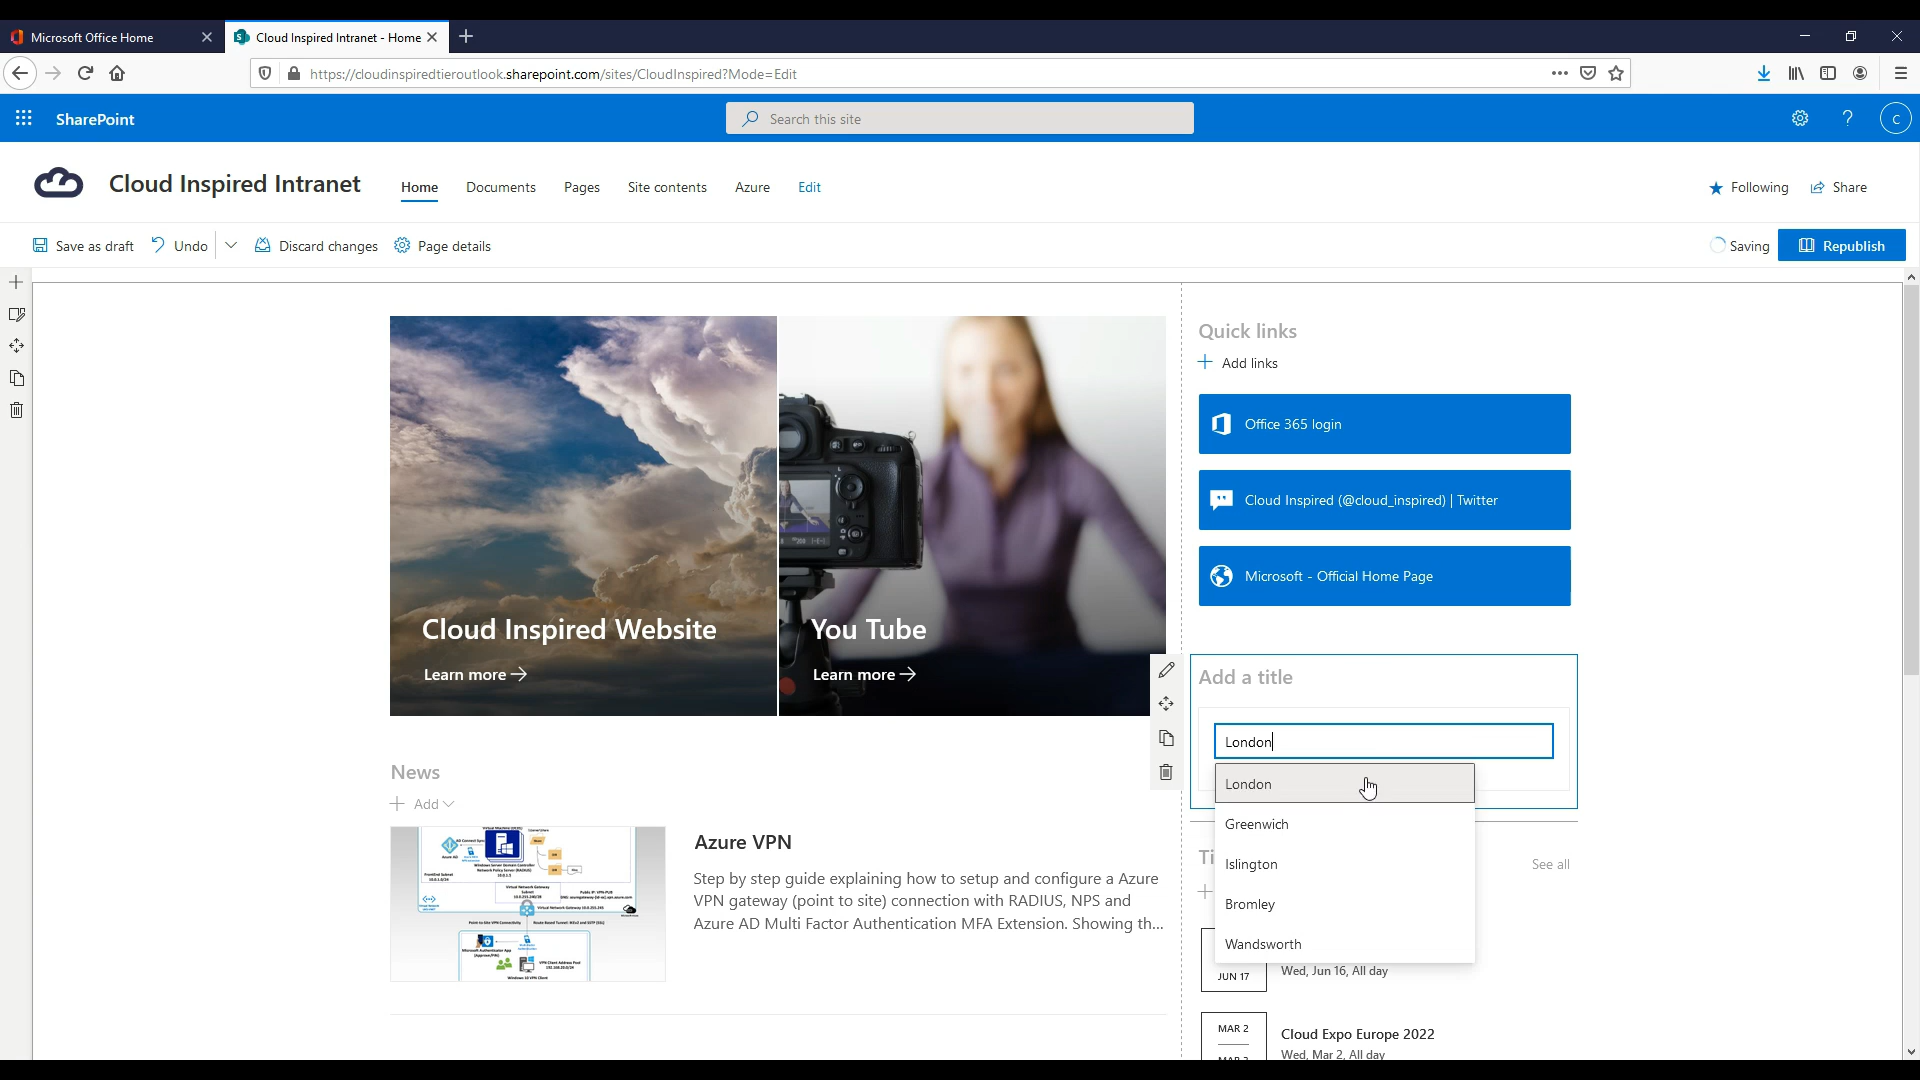 Microsoft Office Home
Cloud Inspired Intranet - Home
https://cloudinspiredtieroutlook.sharepoint.com/sites/CloudInspired?Mode=Edit
SharePoint
Search this site
C
Cloud Inspired Intranet
Home
Documents
Pages
Site contents
Azure
Edit
Following
Share
Save as draft
Undo
Discard changes
Page details
Saving
Republish
Cloud Inspired Website
Learn more
You Tube
Learn more
Quick links
Add links
Office 365 login
Cloud Inspired (@cloud_inspired) | Twitter
Microsoft - Official Home Page
Add a title
London
London
Greenwich
Islington
Bromley
Wandsworth
See all
JUN 17
Wed, Jun 16, All day
MAR 2
Cloud Expo Europe 2022
Wed, Mar 2, All day
News
Add
Azure VPN
Step by step guide explaining how to setup and configure a Azure
VPN gateway (point to site) connection with RADIUS, NPS and
Azure AD Multi Factor Authentication MFA Extension. Showing th...